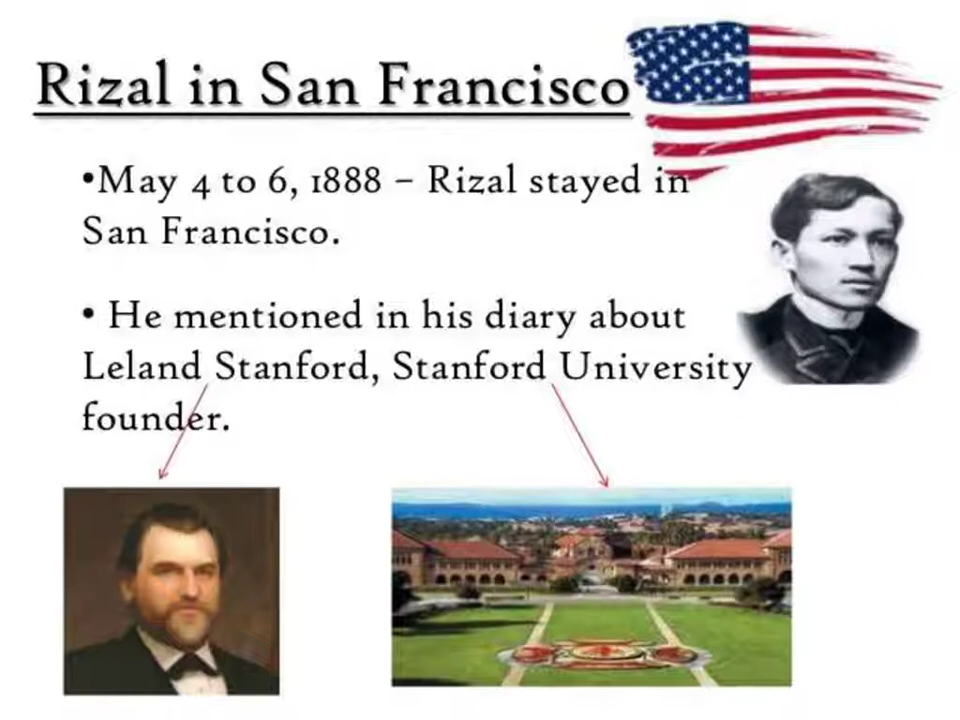 Rizal in San Francisco
•May 4 to 6, 1888 – Rizal stayed in
San Francisco.
• He mentioned in his diary about
Leland Stanford, Stanford University
founder.